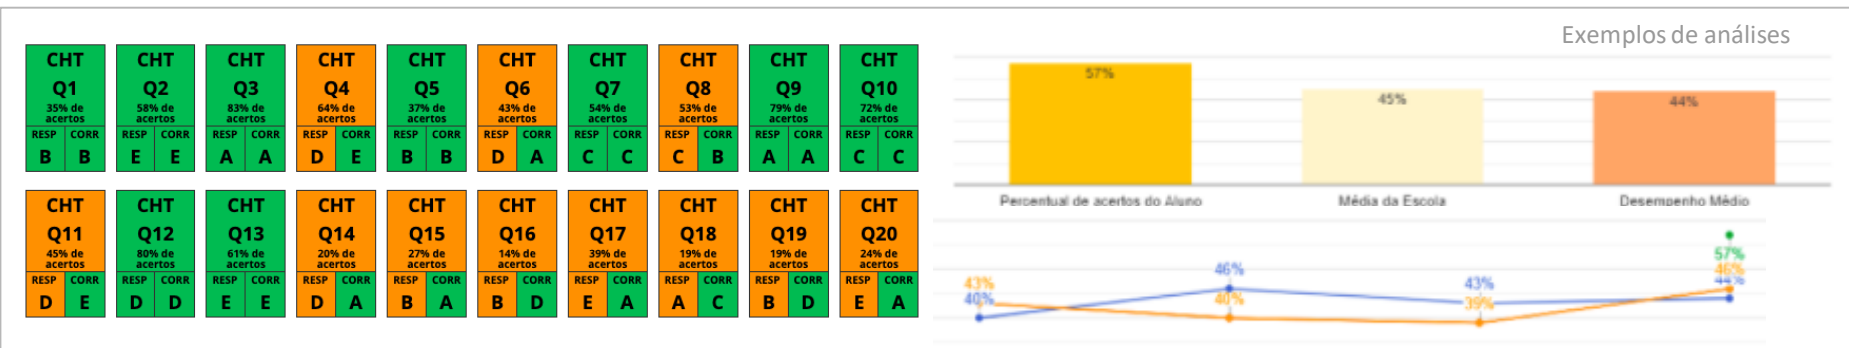 Exemplos de análises
CHT CHT CHT CHT CHT CHT CHT CHT CHT CHT
Q1 Q2 Q3 Q4 Q5 Q6 Q7 Q8 Q9 Q10
35% de 58% de 83% de 64% de 37% de 43% de 54% de 53% de 79% de 72% de
acertos acertos acertos acertos acertos acertos acertos acertos acertos acertos
RESP CORR RESP CORR RESP CORR RESP CORR RESP CORR RESP CORR RESP CORR RESP CORR RESP CORR RESP CORR
B B E E A A D E B B D A C C C B A A C C
CHT CHT CHT CHT CHT CHT CHT CHT CHT CHT
Q11 Q12 Q13 Q14 Q15 Q16 Q17 Q18 Q19 Q20
45% de 80% de 61% de 20% de 27% de 14% de 39% de 19% de 19% de 24% de
acertos acertos acertos acertos acertos acertos acertos acertos acertos acertos
RESP CORR RESP CORR RESP CORR RESP CORR RESP CORR RESP CORR RESP CORR RESP CORR RESP CORR RESP CORR
D E D D E E D A B A B D E A A C B D E A
57% 45% 44%
Percentual de acertos do Aluno Média da Escola Desempenho Médio
57%
43% 46% 43% 46%
40% 40% 39% 44%